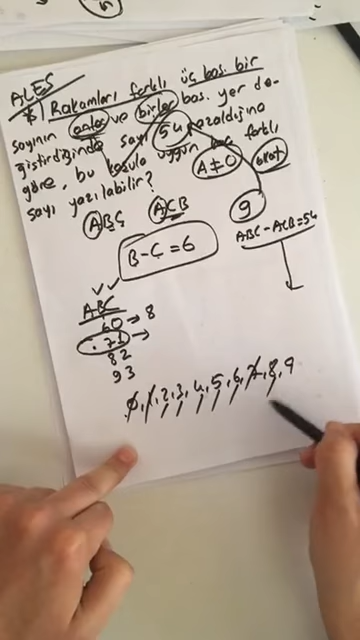 ALES
Rakamları farklı üç bas. bir
sayının onlar ve birler bas. yer de-
ğiştirdiğinde sayı 54 azaldığına
göre, bu koşula uygun kaç farklı
sayı yazılabilir?
A≠0
9
ABC ACB
ABC - ACB = 54
B - C = 6
ABC
60 → 8
.71 →
82
93
0, 1, 2, 3, 4, 5, 6, 7, 8, 9